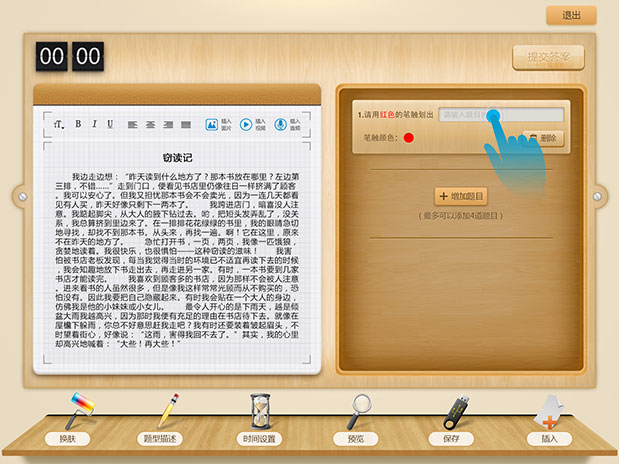 退出
00 00
提交答案
T B I U
插入图片
插入视频
插入音频
窃读记
我边走边想：“昨天读到什么地方了？那本书放在哪里？左边第
三排，不错……”走到门口，便看见书店里仍像往日一样挤满了顾客
。我可以安心了。但我又担忧那本书会不会卖光，因为一连几天都看
见有人买，昨天好像只剩下一两本了。 我跨进店门，暗喜没人注
意。我踮起脚尖，从大人的腋下钻过去。哟，把短头发弄乱了，没关
系，我总算挤到里边来了。在一排排花花绿绿的书里，我的眼睛急切
地寻找，却找不到那本书。从头来，再找一遍。啊！它在这里，原来
不在昨天的地方了。 急忙打开书，一页，两页，我像一匹饿狼，
贪婪地读着。我很快乐，也很惧怕——这种窃读的滋味！ 我害
怕被书店老板发现，每当我觉得当时的环境已不适宜再读下去的时候
，我会知趣地放下书走出去，再走进另一家。有时，一本书要到几家
书店才能读完。 我喜欢到顾客多的书店，因为那样不会被人注意
。进来看书的人虽然很多，但是像我这样常常光顾而从不购买的，恐
怕没有。因此我要把自己隐藏起来。有时我会贴在一个大人的身边，
仿佛我是他的小妹妹或小女儿。 最令人开心的是下雨天，越是倾
盆大雨我越高兴，因为那时我便有充足的理由在书店待下去。就像在
屋檐下躲雨，你总不好意思赶我走吧？我有时还要装着皱起眉头，不
时望着街心，好像说：“这雨，害得我回不去了。”其实，我的心里
却高兴地喊着：“大些！再大些！”
1.请用红色的笔触划出 请输入题目
笔触颜色：
删除
+ 增加题目
（最多可以添加4道题目）
换肤
题型描述
时间设置
预览
保存
插入